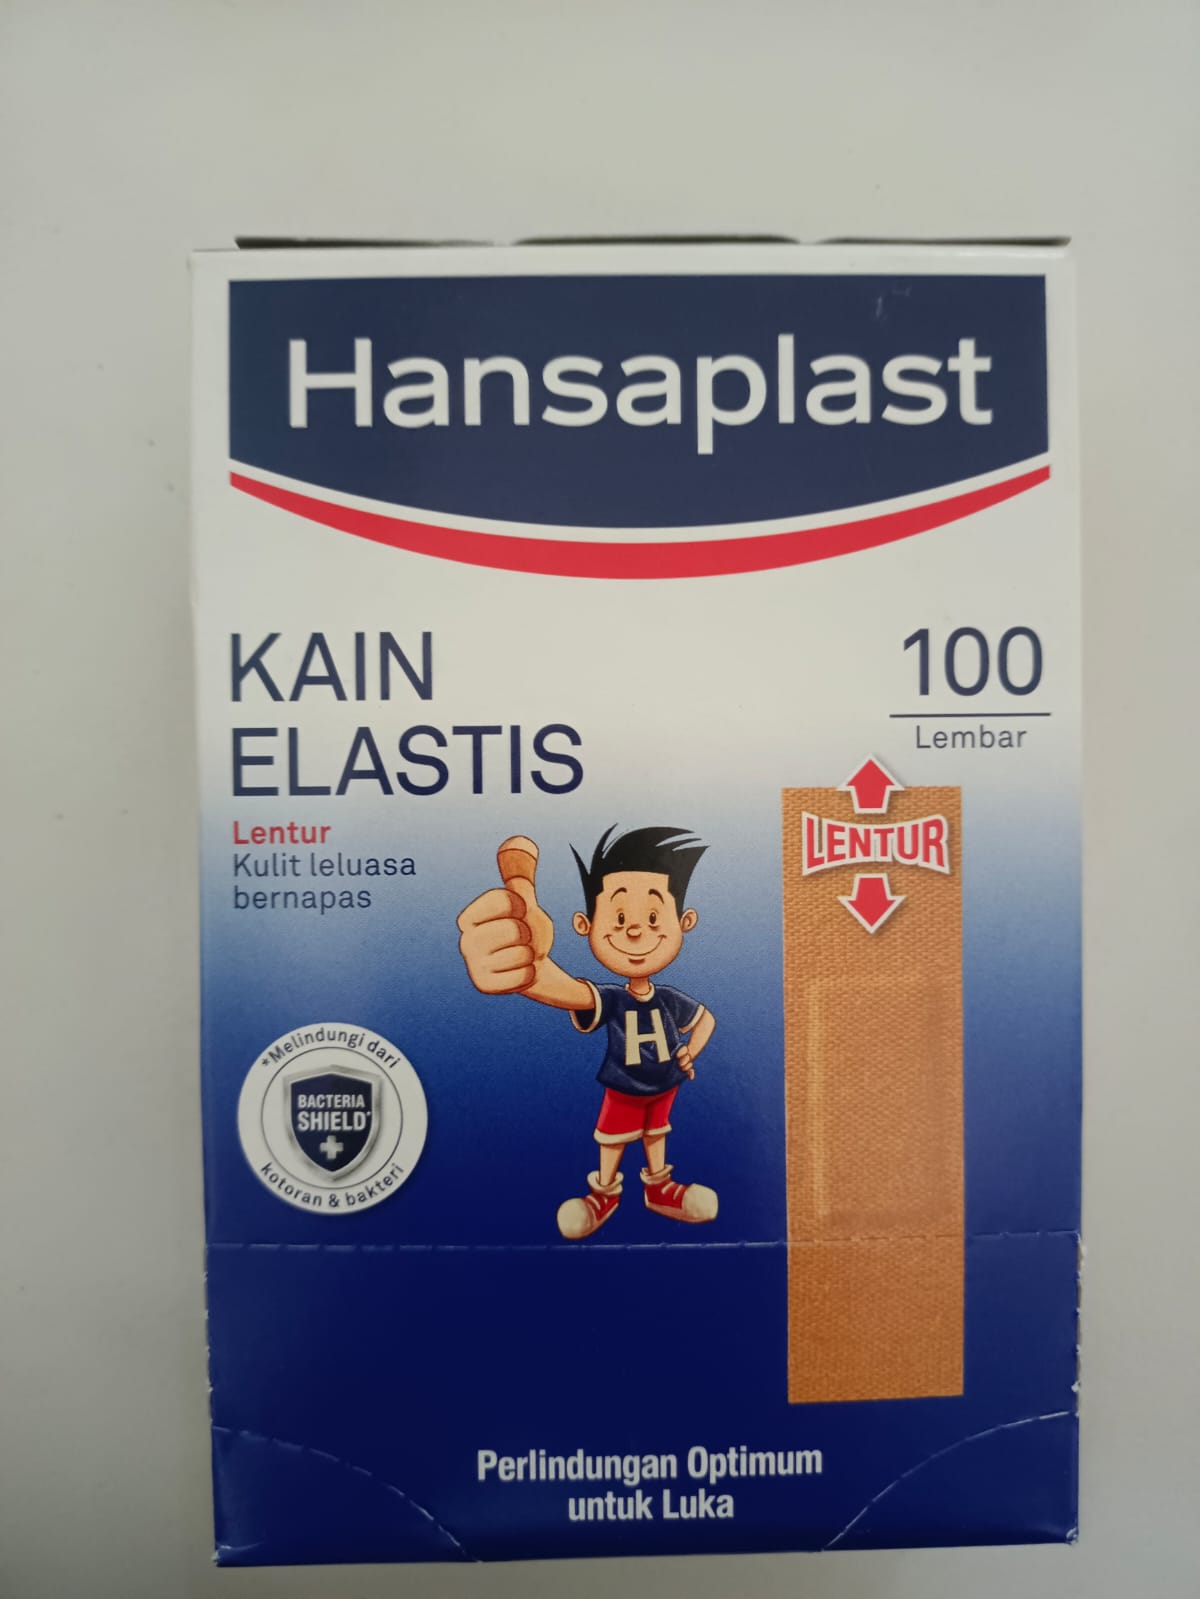 Hansaplast
KAIN
ELASTIS
100
Lembar
Lentur
Kulit leluasa
bernapas
LENTUR
H
*Melindungi dari
BACTERIA
SHIELD*
kotoran & bakteri
Perlindungan Optimum
untuk Luka